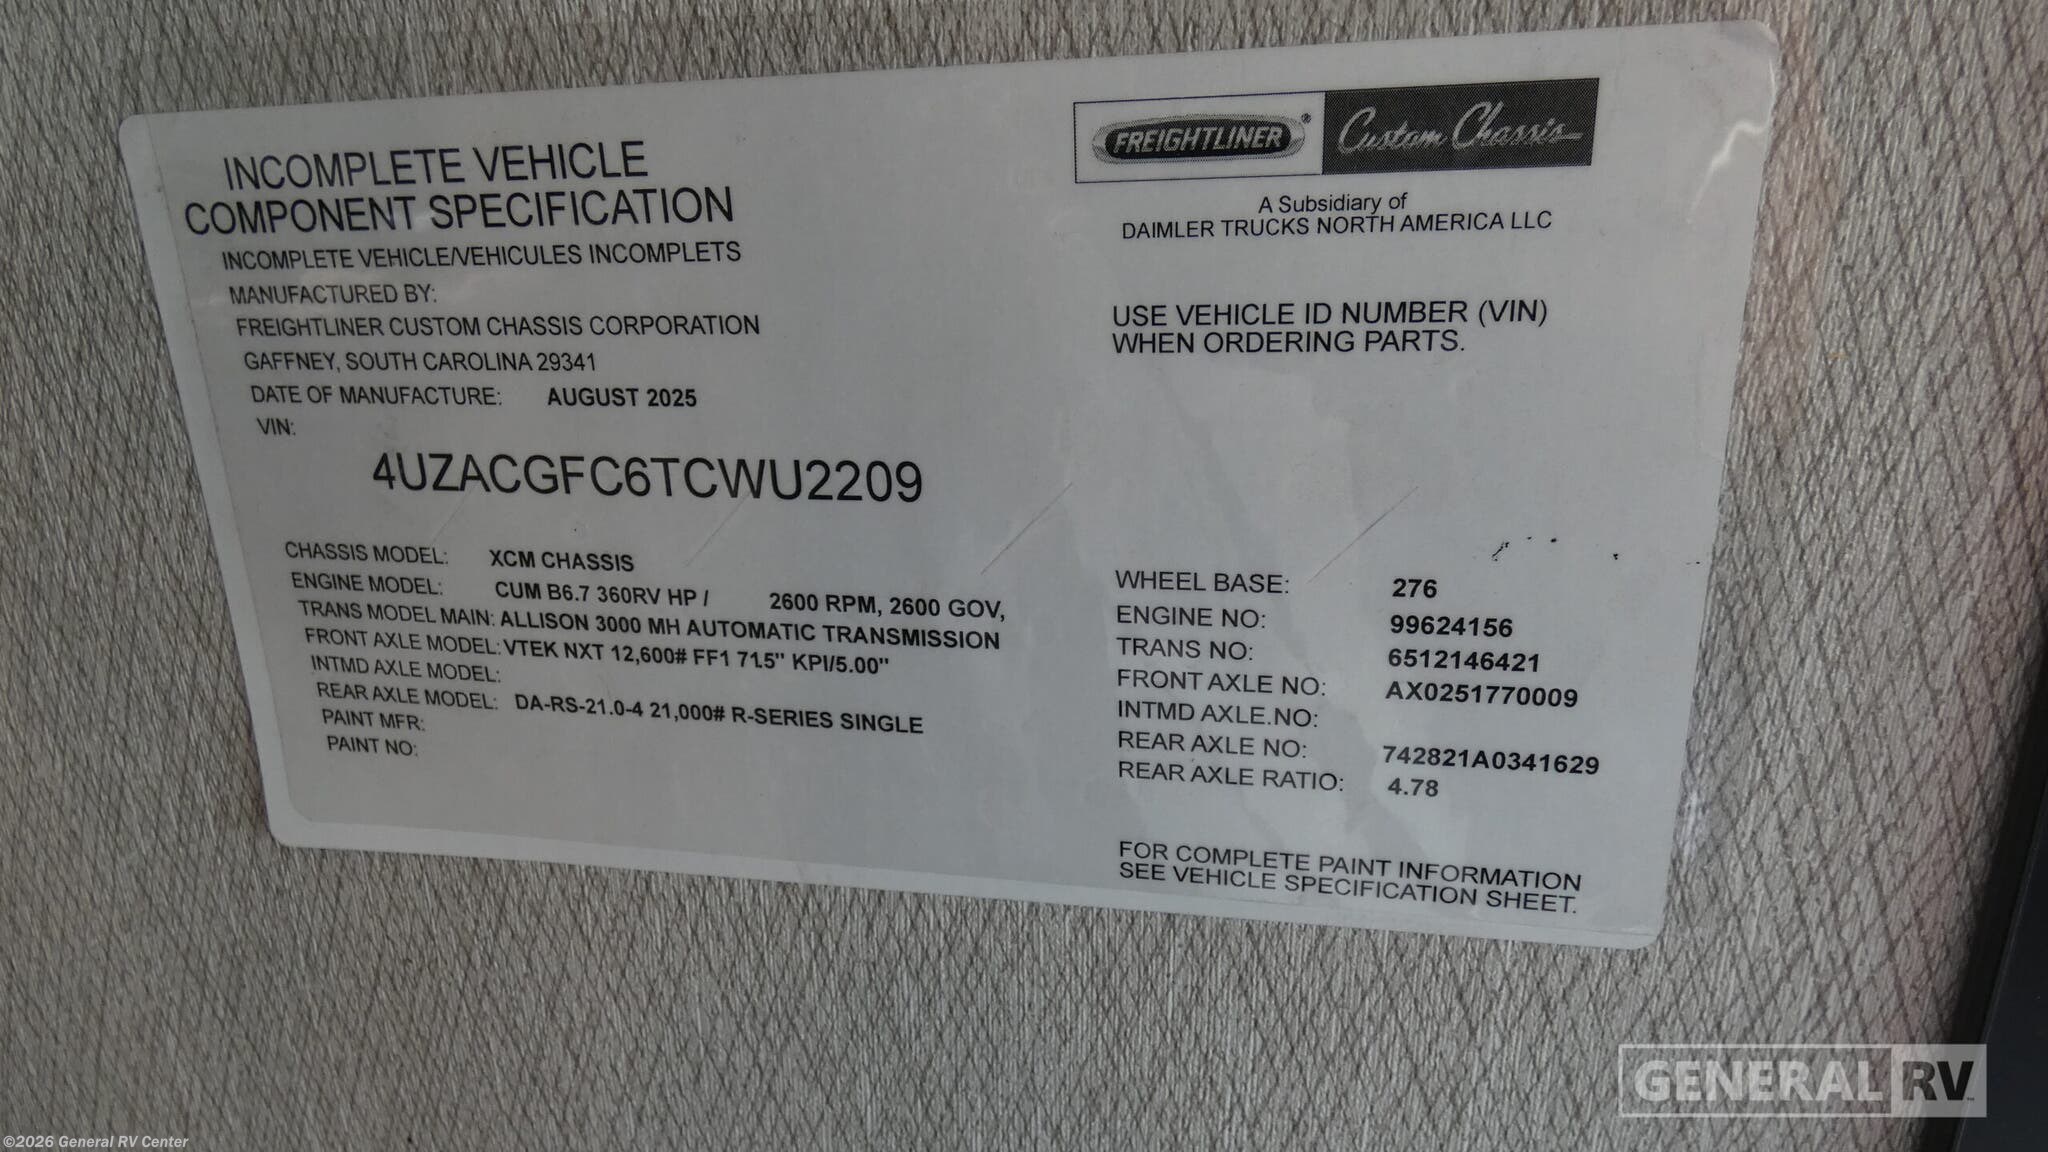 INCOMPLETE VEHICLE
COMPONENT SPECIFICATION
INCOMPLETE VEHICLE/VEHICULES INCOMPLETS
MANUFACTURED BY:
FREIGHTLINER CUSTOM CHASSIS CORPORATION
GAFFNEY, SOUTH CAROLINA 29341
DATE OF MANUFACTURE: AUGUST 2025
VIN:
4UZACGFC6TCWU2209
CHASSIS MODEL: XCM CHASSIS
ENGINE MODEL: CUM B6.7 360RV HP / 2600 RPM, 2600 GOV,
TRANS MODEL MAIN: ALLISON 3000 MH AUTOMATIC TRANSMISSION
FRONT AXLE MODEL: VTEK NXT 12,600# FF1 71.5" KPI/5.00"
INTMD AXLE MODEL:
REAR AXLE MODEL: DA-RS-21.0-4 21,000# R-SERIES SINGLE
PAINT MFR:
PAINT NO:
FREIGHTLINER® Custom Chassis
A Subsidiary of
DAIMLER TRUCKS NORTH AMERICA LLC
USE VEHICLE ID NUMBER (VIN)
WHEN ORDERING PARTS.
WHEEL BASE: 276
ENGINE NO: 99624156
TRANS NO: 6512146421
FRONT AXLE NO: AX0251770009
INTMD AXLE.NO:
REAR AXLE NO: 742821A0341629
REAR AXLE RATIO: 4.78
FOR COMPLETE PAINT INFORMATION
SEE VEHICLE SPECIFICATION SHEET.
GENERAL RV
©2026 General RV Center